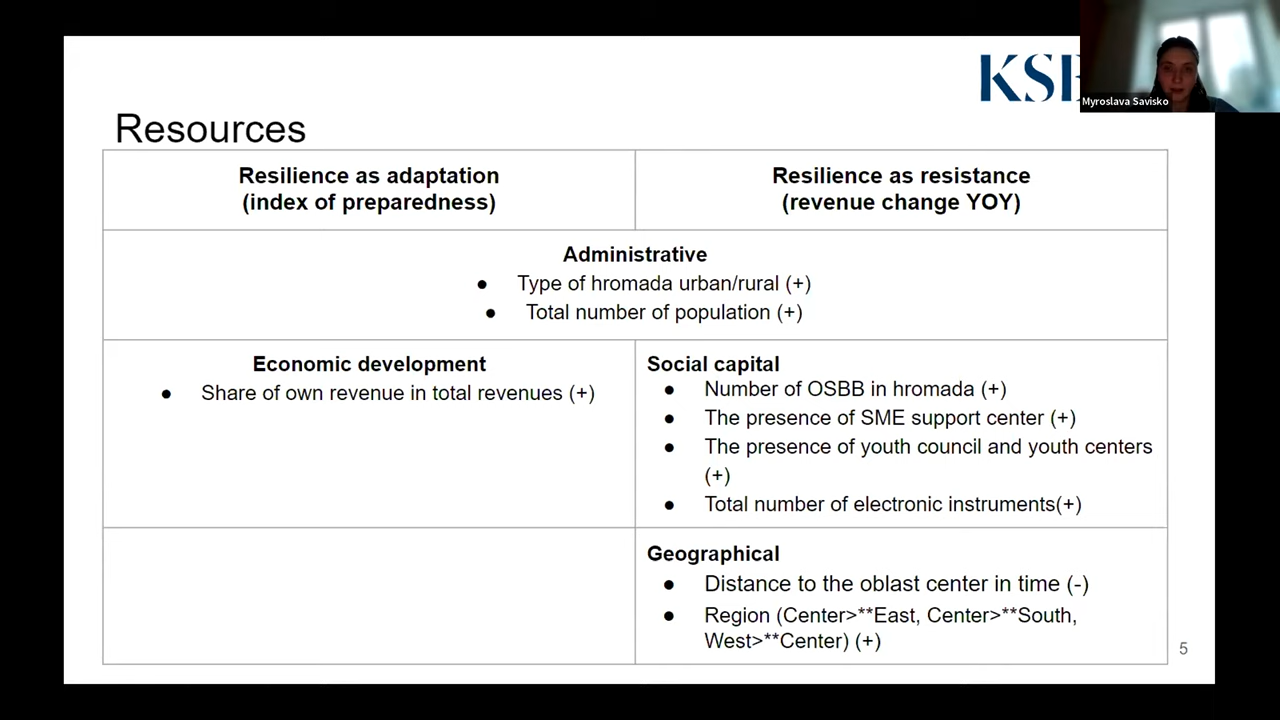 KS
Myroslava Savisko
Resources
Resilience as adaptation
(index of preparedness)
Resilience as resistance
(revenue change YOY)
Administrative
● Type of hromada urban/rural (+)
● Total number of population (+)
Economic development
● Share of own revenue in total revenues (+)
Social capital
● Number of OSBB in hromada (+)
● The presence of SME support center (+)
● The presence of youth council and youth centers
(+)
● Total number of electronic instruments(+)
Geographical
● Distance to the oblast center in time (-)
● Region (Center>**East, Center>**South,
West>**Center) (+)
5